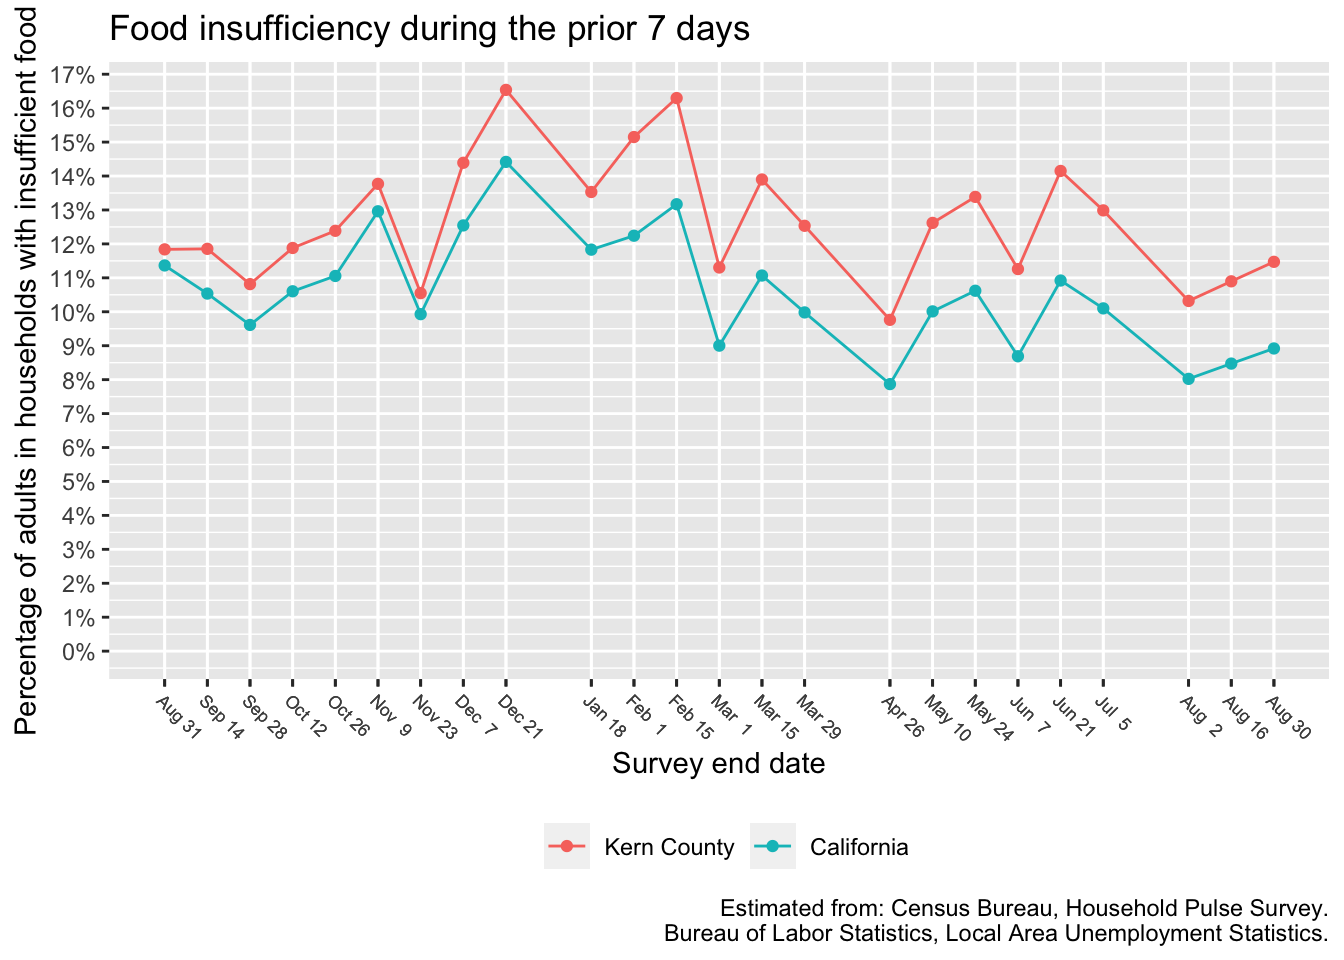 Food insufficiency during the prior 7 days
Percentage of adults in households with insufficient food
17%
16%
15%
14%
13%
12%
11%
10%
9%
8%
7%
6%
5%
4%
3%
2%
1%
0%
Aug 31
Sep 14
Sep 28
Oct 12
Oct 26
Nov 9
Nov 23
Dec 7
Dec 21
Jan 18
Feb 1
Feb 15
Mar 1
Mar 15
Mar 29
Apr 26
May 10
May 24
Jun 7
Jun 21
Jul 5
Aug 2
Aug 16
Aug 30
Survey end date
Kern County
California
Estimated from: Census Bureau, Household Pulse Survey.
Bureau of Labor Statistics, Local Area Unemployment Statistics.